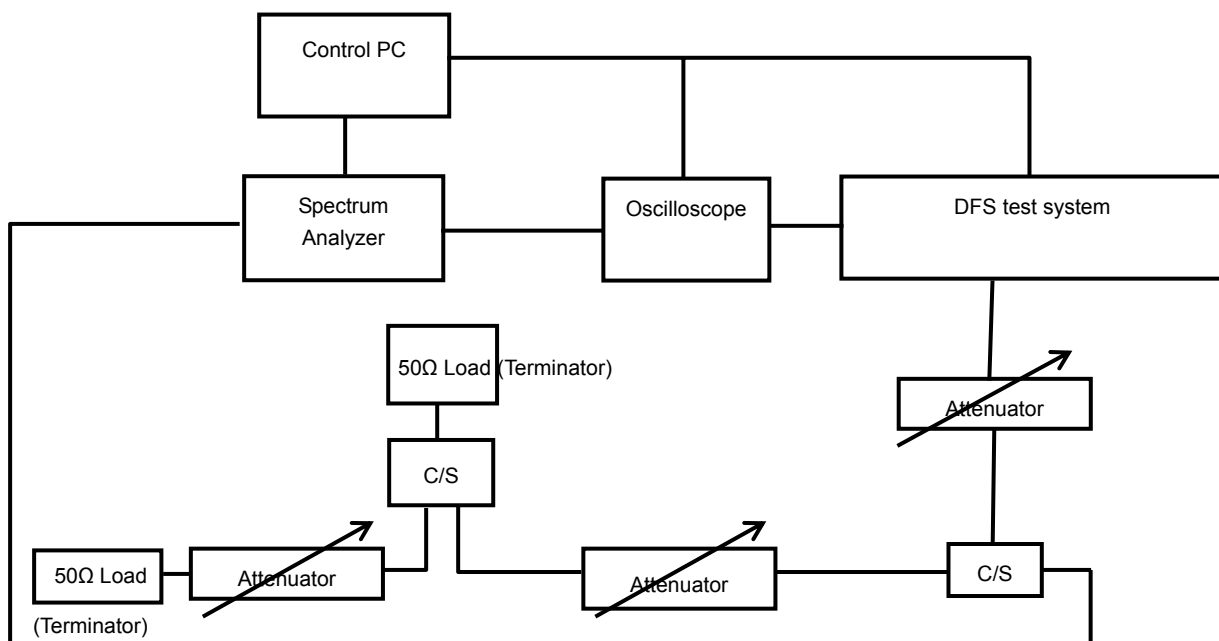 Control PC
Spectrum
Analyzer
Oscilloscope
DFS test system
50Ω Load (Terminator)
Attenuator
C/S
50Ω Load
(Terminator)
Attenuator
Attenuator
C/S